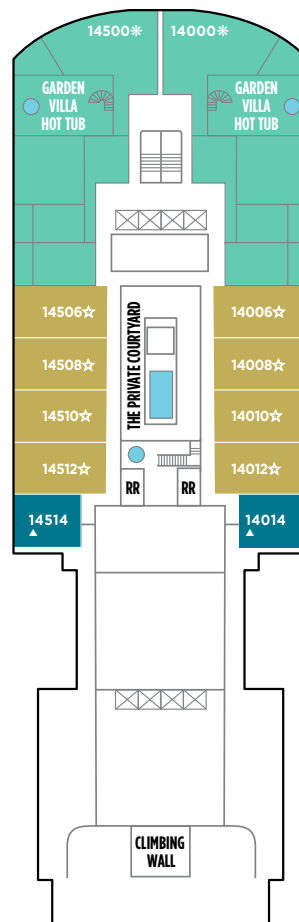 14500✳ 14000✳
GARDEN
VILLA
HOT TUB
GARDEN
VILLA
HOT TUB
THE PRIVATE COURTYARD
14506☆ 14006☆
14508☆ 14008☆
14510☆ 14010☆
14512☆ 14012☆
RR RR
14514▲ 14014▲
CLIMBING
WALL